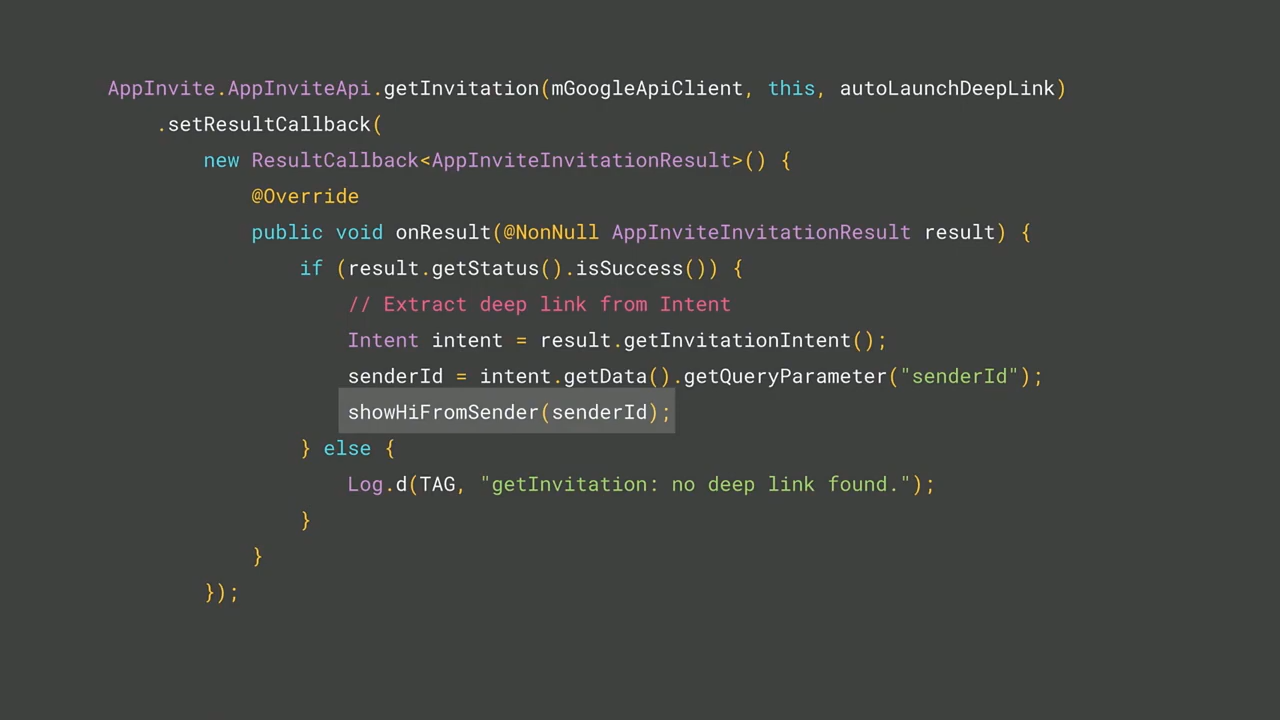 AppInvite.AppInviteApi.getInvitation(mGoogleApiClient, this, autoLaunchDeepLink)
.setResultCallback(
new ResultCallback<AppInviteInvitationResult>() {
@Override
public void onResult(@NonNull AppInviteInvitationResult result) {
if (result.getStatus().isSuccess()) {
// Extract deep link from Intent
Intent intent = result.getInvitationIntent();
senderId = intent.getData().getQueryParameter("senderId");
showHiFromSender(senderId);
} else {
Log.d(TAG, "getInvitation: no deep link found.");
}
}
});